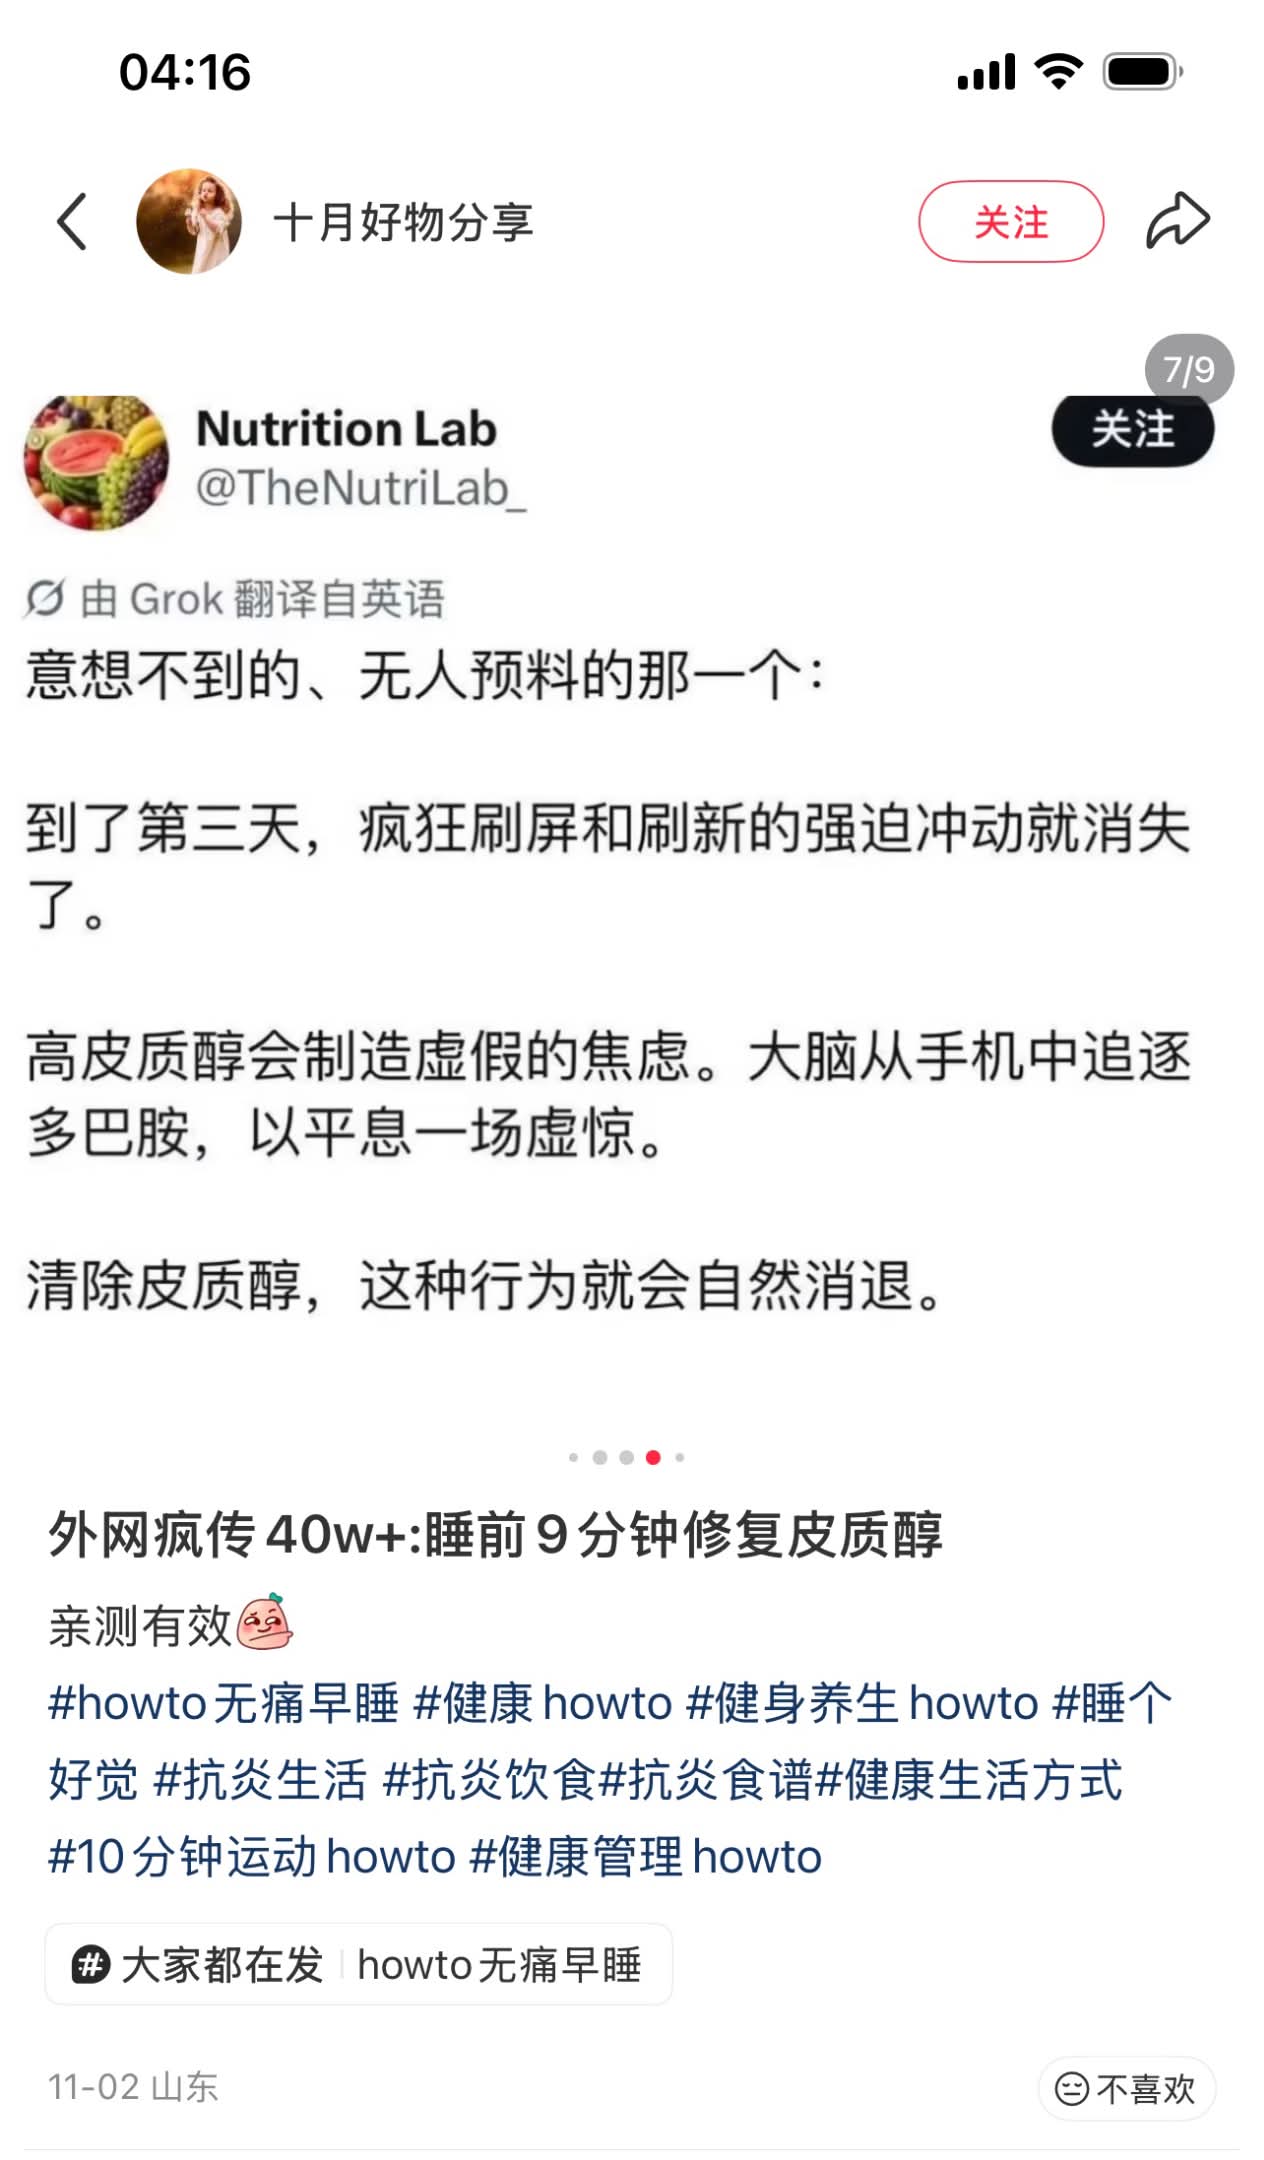 04:16
十月好物分享
关注
7/9
Nutrition Lab
关注
@TheNutriLab_
由 Grok 翻译自英语
意想不到的、无人预料的那一个：
到了第三天，疯狂刷屏和刷新的强迫冲动就消失
了。
高皮质醇会制造虚假的焦虑。大脑从手机中追逐
多巴胺，以平息一场虚惊。
清除皮质醇，这种行为就会自然消退。
外网疯传40w+:睡前9分钟修复皮质醇
亲测有效
#howto无痛早睡 #健康howto #健身养生howto #睡个
好觉 #抗炎生活 #抗炎饮食#抗炎食谱#健康生活方式
#10分钟运动howto #健康管理howto
# 大家都在发 | howto无痛早睡
11-02 山东
不喜欢